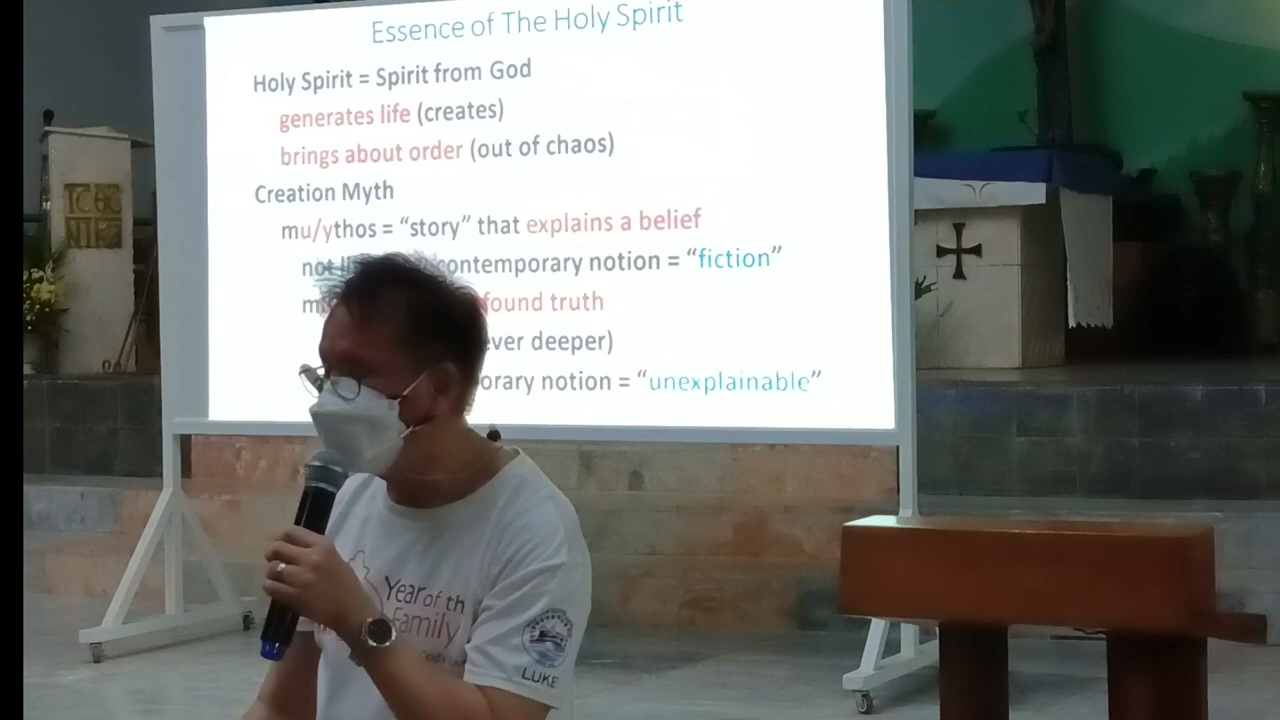 Essence of The Holy Spirit
Holy Spirit = Spirit from God
generates life (creates)
brings about order (out of chaos)
Creation Myth
mu/ythos = “story” that explains a belief
not contemporary notion = “fiction”
found truth
ever deeper)
orary notion = “unexplainable”
Year of th
Family
God's
LUKE